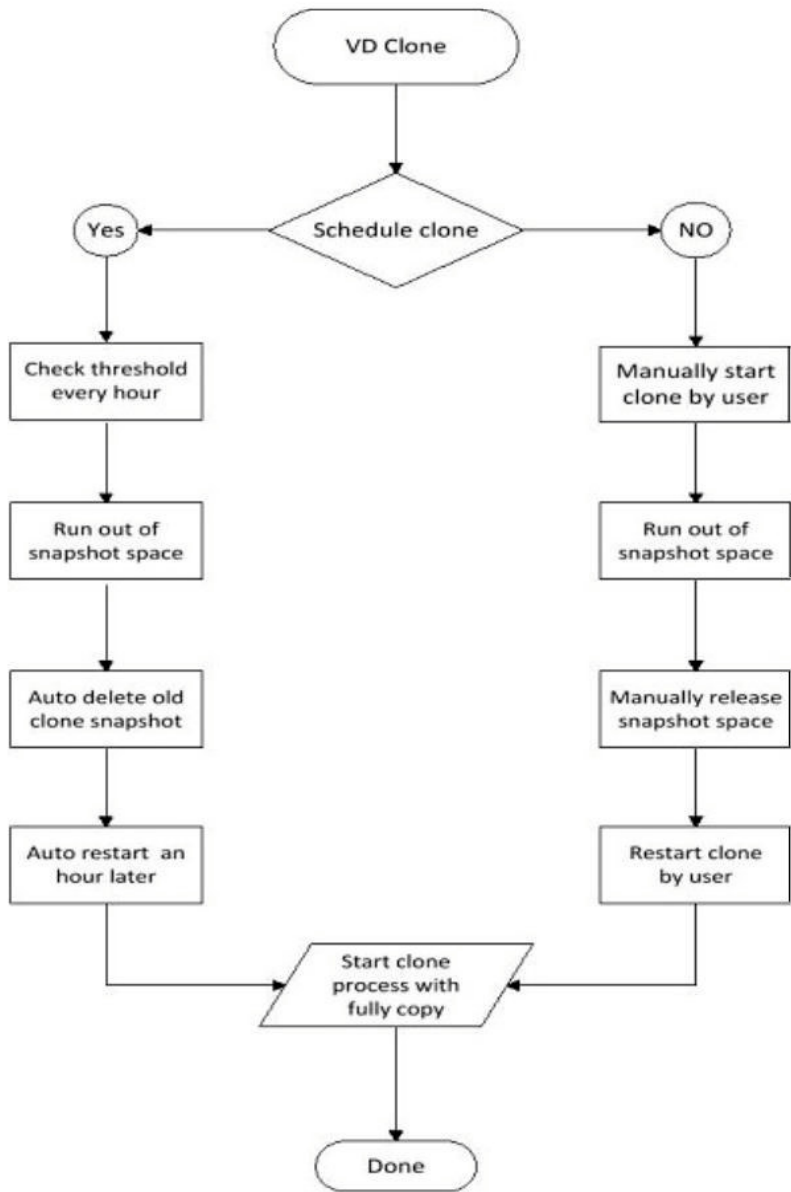 VD Clone
Schedule clone
Yes
NO
Check threshold
every hour
Manually start
clone by user
Run out of
snapshot space
Run out of
snapshot space
Auto delete old
clone snapshot
Manually release
snapshot space
Auto restart an
hour later
Restart clone
by user
Start clone
process with
fully copy
Done